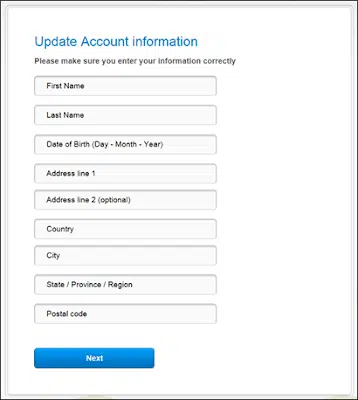 Update Account information
Please make sure you enter your information correctly
First Name
Last Name
Date of Birth (Day - Month - Year)
Address line 1
Address line 2 (optional)
Country
City
State / Province / Region
Postal code
Next